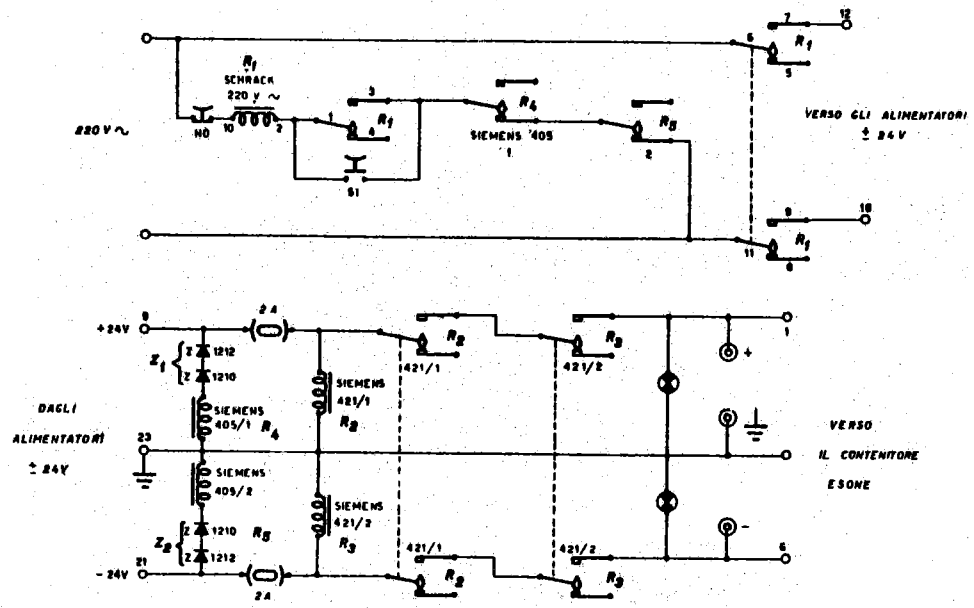 7
12
6
R1
5
R1
SCHRACK
220 V ~
220 V ~
10
2
NO
1
3
R1
4
SI
R4
SIEMENS 405
1
R5
2
VERSO GLI ALIMENTATORI
± 24 V
9
18
R1
11
8
9
+24V
2 A
Z1
Z
1212
Z
1210
SIEMENS
405/1
R4
SIEMENS
421/1
R2
R2
421/1
R3
421/2
1
+
DAGLI
ALIMENTATORI
± 24V
23
VERSO
IL CONTENITORE
ESONE
SIEMENS
405/2
R5
Z2
Z
1210
Z
1212
SIEMENS
421/2
R3
21
-24V
2 A
421/1
R2
421/2
R3
-
6